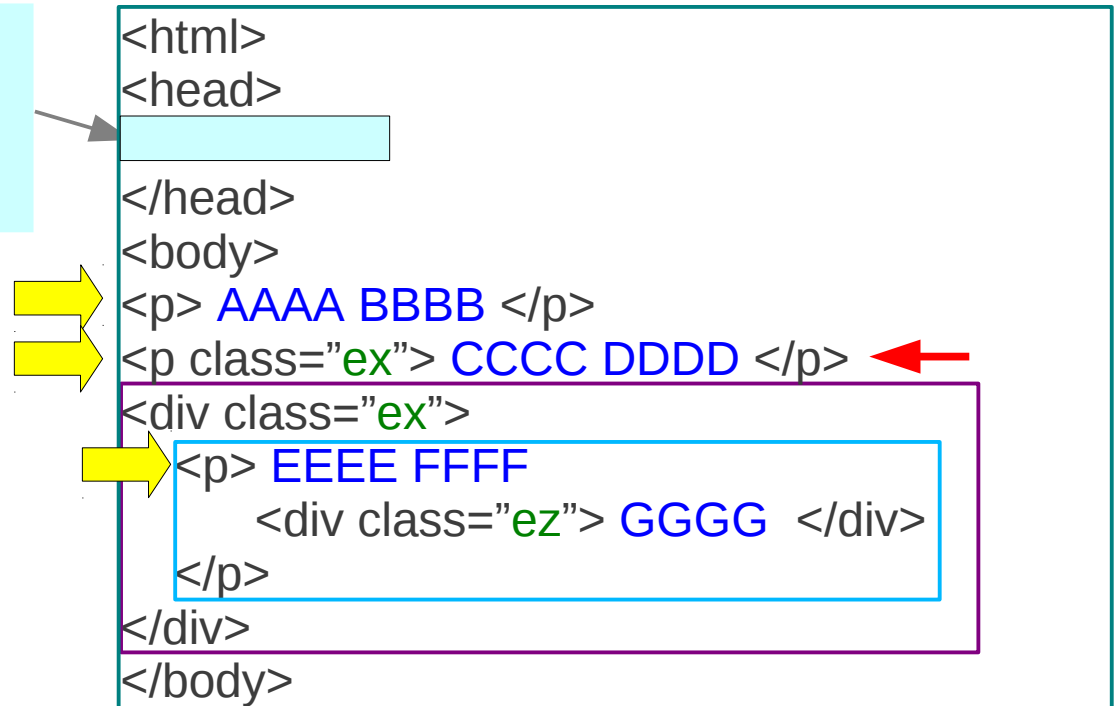 <html>
<head>
</head>
<body>
<p> AAAA BBBB </p>
<p class=”ex”> CCCC DDDD </p>
<div class=”ex”>
<p> EEEE FFFF
<div class=”ez”> GGGG </div>
</p>
</div>
</body>